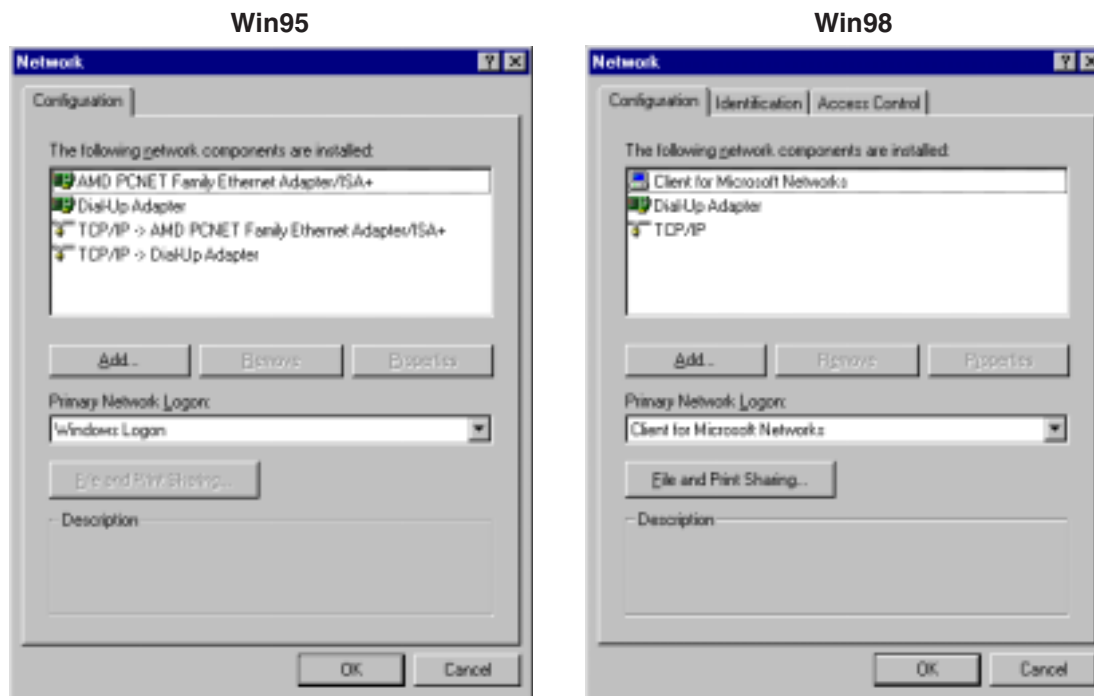 Win95
Network
Configuration
The following network components are installed:
AMD PCNET Family Ethernet Adapter/ISA+
Dial-Up Adapter
TCP/IP -> AMD PCNET Family Ethernet Adapter/ISA+
TCP/IP -> Dial-Up Adapter
Add... Remove Properties
Primary Network Logon:
Windows Logon
File and Print Sharing...
Description
OK Cancel
Win98
Network
Configuration Identification Access Control
The following network components are installed:
Client for Microsoft Networks
Dial-Up Adapter
TCP/IP
Add... Remove Properties
Primary Network Logon:
Client for Microsoft Networks
File and Print Sharing...
Description
OK Cancel